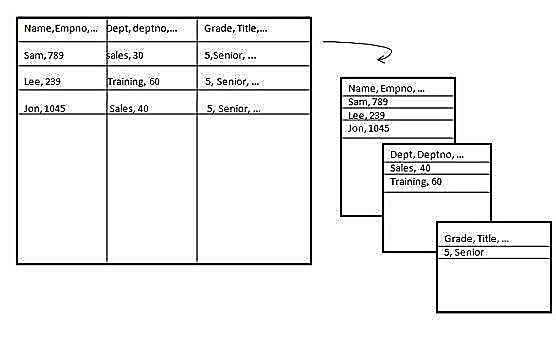 Name,Empno,... Dept, deptno,... Grade, Title,...
Sam, 789 sales, 30 5,Senior, ...
Lee, 239 Training, 60 5, Senior, ...
Jon, 1045 Sales, 40 5, Senior, ...
Name, Empno, ...
Sam, 789
Lee, 239
Jon, 1045
Dept, Deptno, ...
Sales, 40
Training, 60
Grade, Title, ...
5, Senior